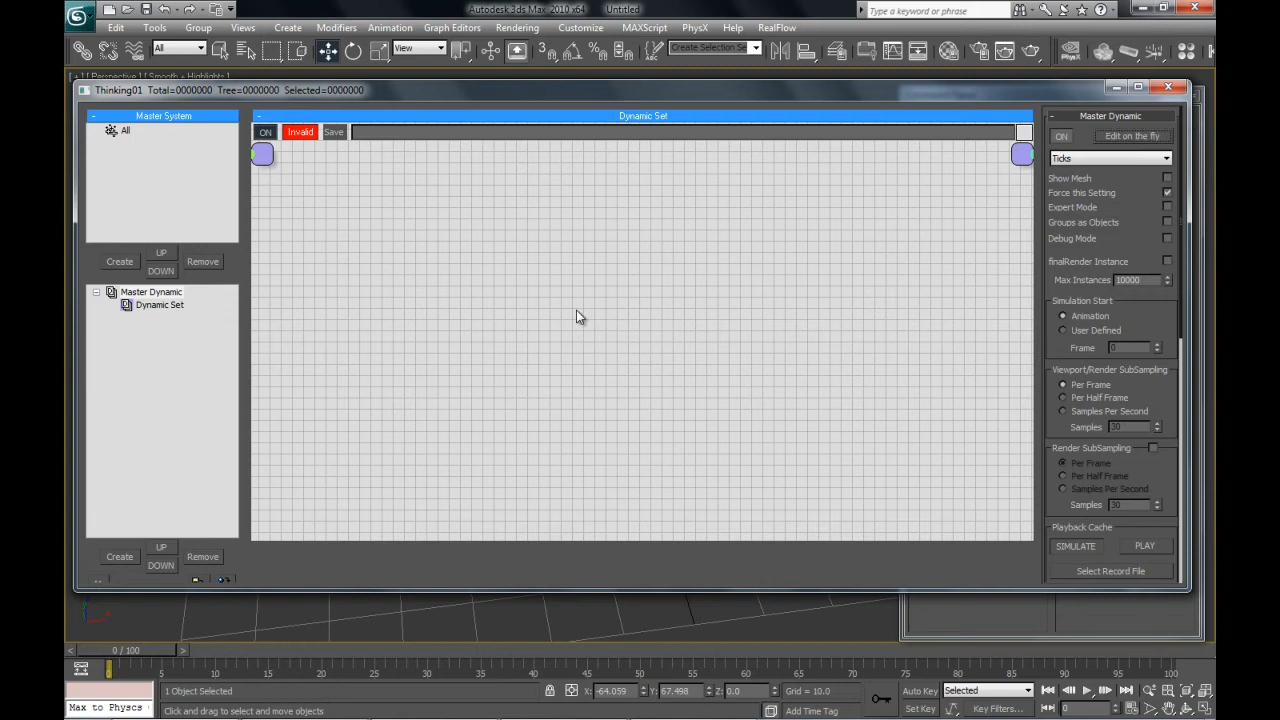 Autodesk 3ds Max 2010 x64 Untitled
Type a keyword or phrase
Edit Tools Group Views Create Modifiers Animation Graph Editors Rendering Customize MAXScript PhysX Help RealFlow
All View Create Selection Se PhysX
[ + ] [ Perspective ] [ Smooth + Highlights ]
Thinking01 Total=0000000 Tree=0000000 Selected=0000000
Master System
All
Create UP DOWN Remove
Master Dynamic
Dynamic Set
Create UP DOWN Remove
Dynamic Set
ON Invalid Save
Master Dynamic
ON Edit on the fly
Ticks
Show Mesh
Force this Setting
Expert Mode
Groups as Objects
Debug Mode
finalRender Instance
Max Instances 10000
Simulation Start
Animation
User Defined
Frame 0
Viewport/Render SubSampling
Per Frame
Per Half Frame
Samples Per Second
Samples 30
Render SubSampling
Per Frame
Per Half Frame
Samples Per Second
Samples 30
Playback Cache
SIMULATE PLAY
Select Record File
< 0 / 100 >
0 5 10 15 20 25 30 35 40 45 50 55 60 65 70 75 80 85 90 95 100
1 Object Selected X: -64.059 Y: 67.498 Z: 0.0 Grid = 10.0 Auto Key Selected
Max to Physcs Click and drag to select and move objects Add Time Tag Set Key Key Filters... 0